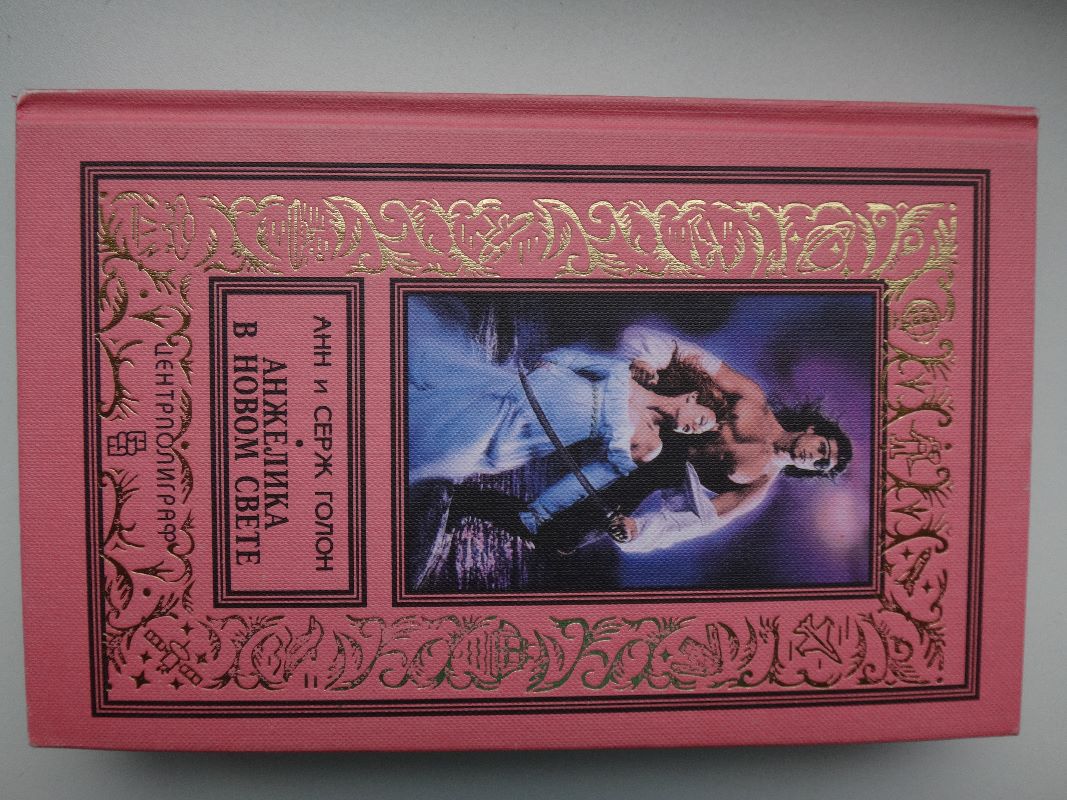 АНН И СЕРЖ ГОЛОН
АНЖЕЛИКА
В НОВОМ СВЕТЕ
ЦЕНТРПОЛИГРАФ